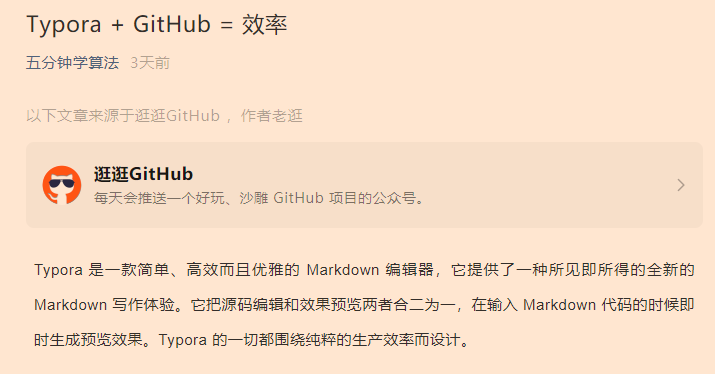 Typora + GitHub = 效率
五分钟学算法 3天前
以下文章来源于逛逛GitHub ，作者老逛
逛逛GitHub
每天会推送一个好玩、沙雕 GitHub 项目的公众号。
Typora 是一款简单、高效而且优雅的 Markdown 编辑器，它提供了一种所见即所得的全新的
Markdown 写作体验。它把源码编辑和效果预览两者合二为一，在输入 Markdown 代码的时候即
时生成预览效果。Typora 的一切都围绕纯粹的生产效率而设计。